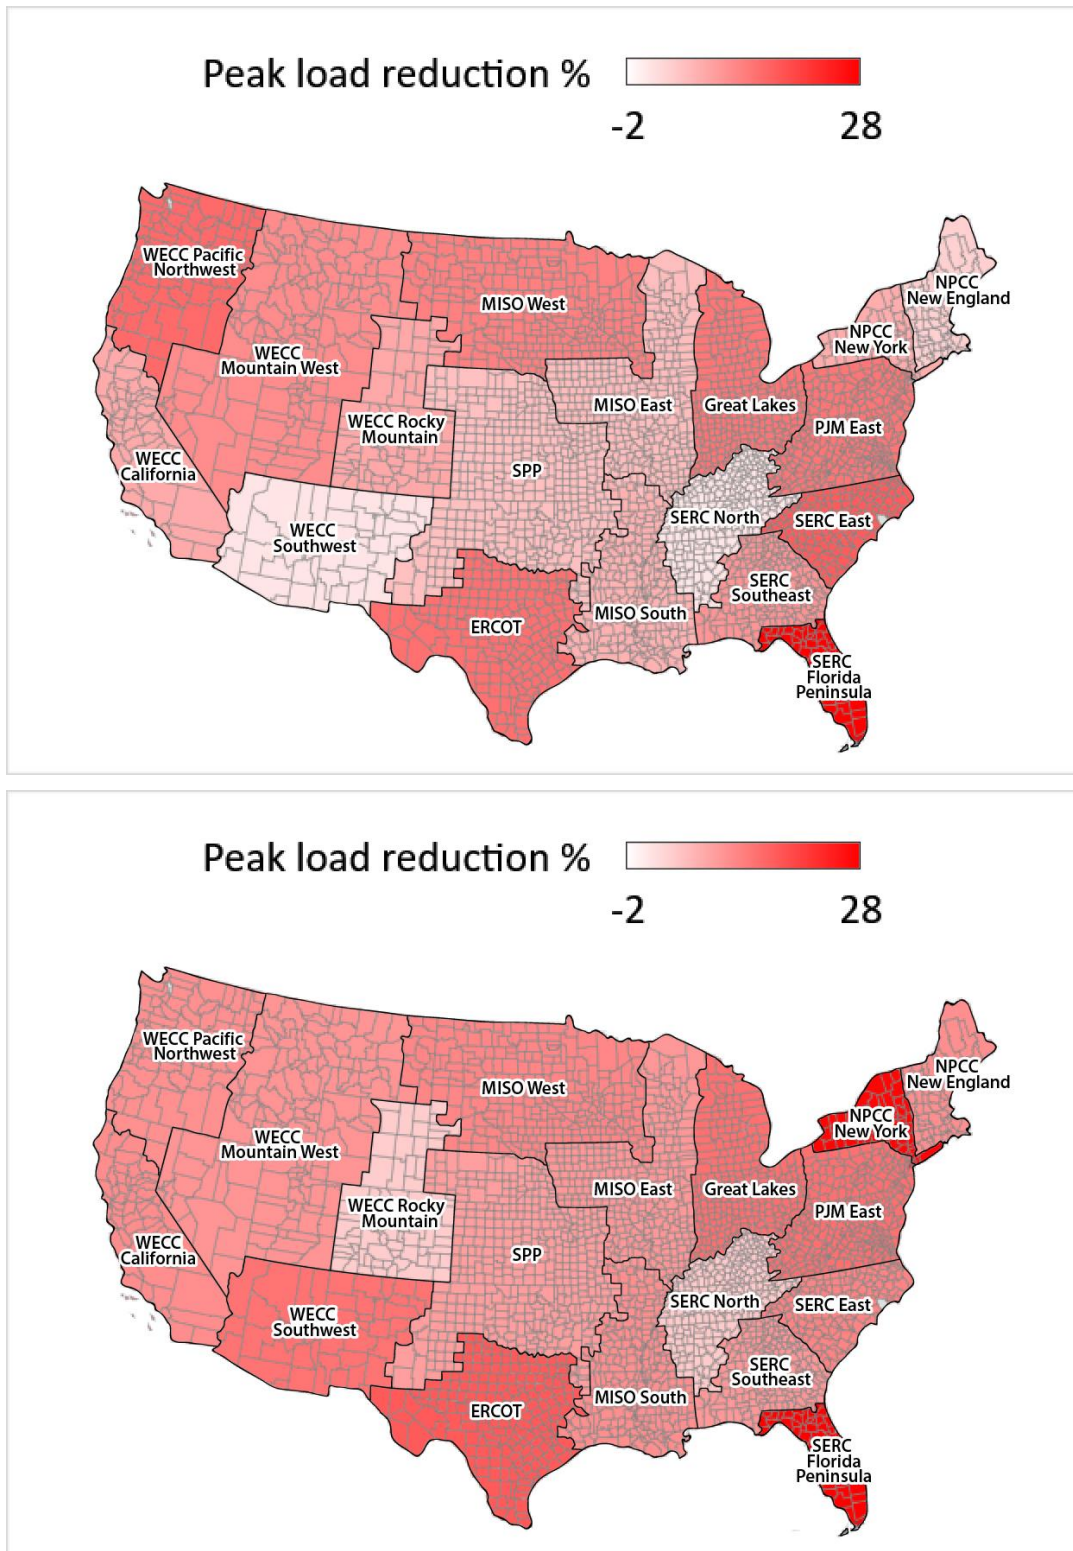 Peak load reduction %
-2
28
WECC Pacific
Northwest
MISO West
NPCC
New England
NPCC
New York
WECC
Mountain West
MISO East
Great Lakes
WECC Rocky
Mountain
PJM East
WECC
California
SPP
SERC North
SERC East
WECC
Southwest
SERC
Southeast
MISO South
ERCOT
SERC
Florida
Peninsula
Peak load reduction %
-2
28
WECC Pacific
Northwest
MISO West
NPCC
New England
NPCC
New York
WECC
Mountain West
MISO East
Great Lakes
WECC Rocky
Mountain
PJM East
WECC
California
SPP
SERC North
SERC East
WECC
Southwest
SERC
Southeast
MISO South
ERCOT
SERC
Florida
Peninsula